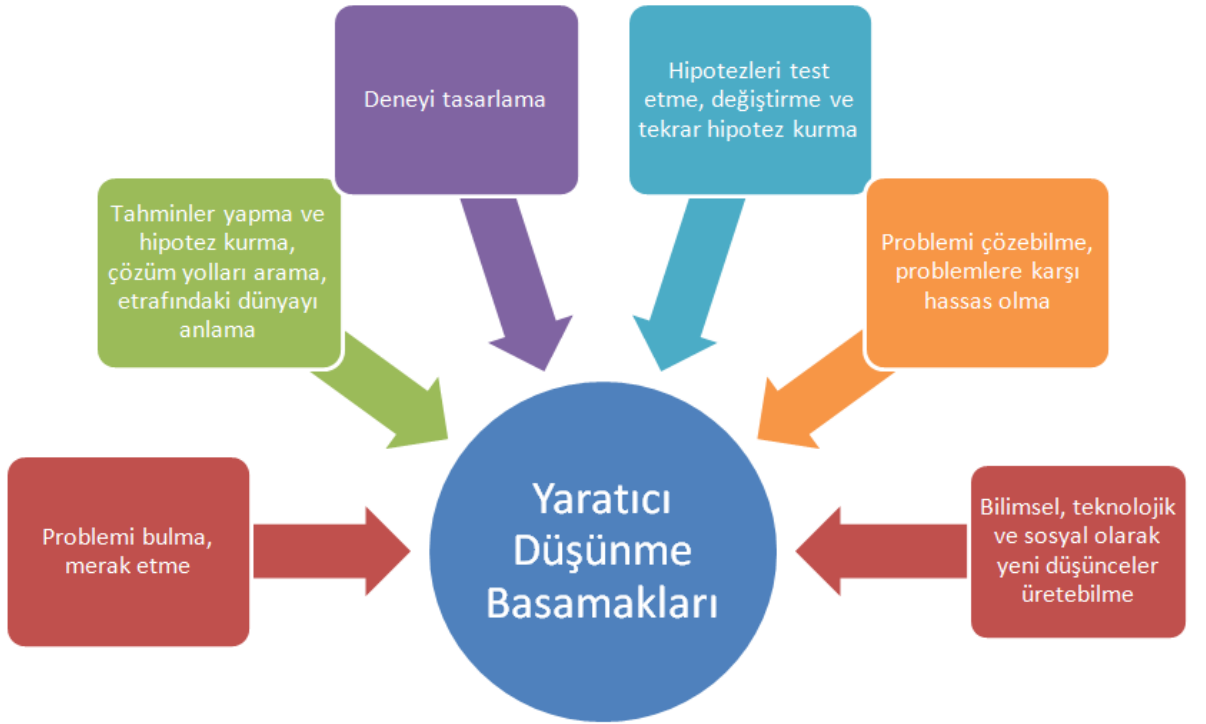 Problemi bulma,
merak etme
Tahminler yapma ve
hipotez kurma,
çözüm yolları arama,
etrafındaki dünyayı
anlama
Deneyi tasarlama
Hipotezleri test
etme, değiştirme ve
tekrar hipotez kurma
Problemi çözebilme,
problemlere karşı
hassas olma
Bilimsel, teknolojik
ve sosyal olarak
yeni düşünceler
üretebilme
Yaratıcı
Düşünme
Basamakları